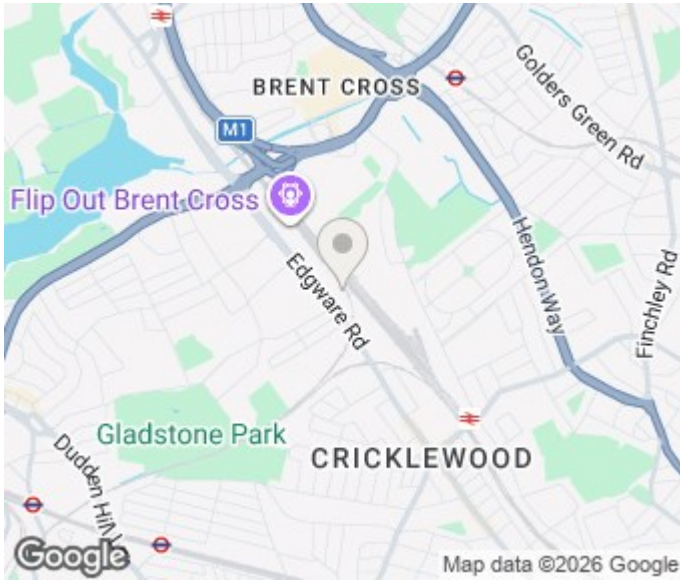 BRENT CROSS
Golders Green Rd
M1
Flip Out Brent Cross
Hendon Way
Edgware Rd
Finchley Rd
Gladstone Park
CRICKLEWOOD
Dudden Hill L
Google
Map data ©2026 Google